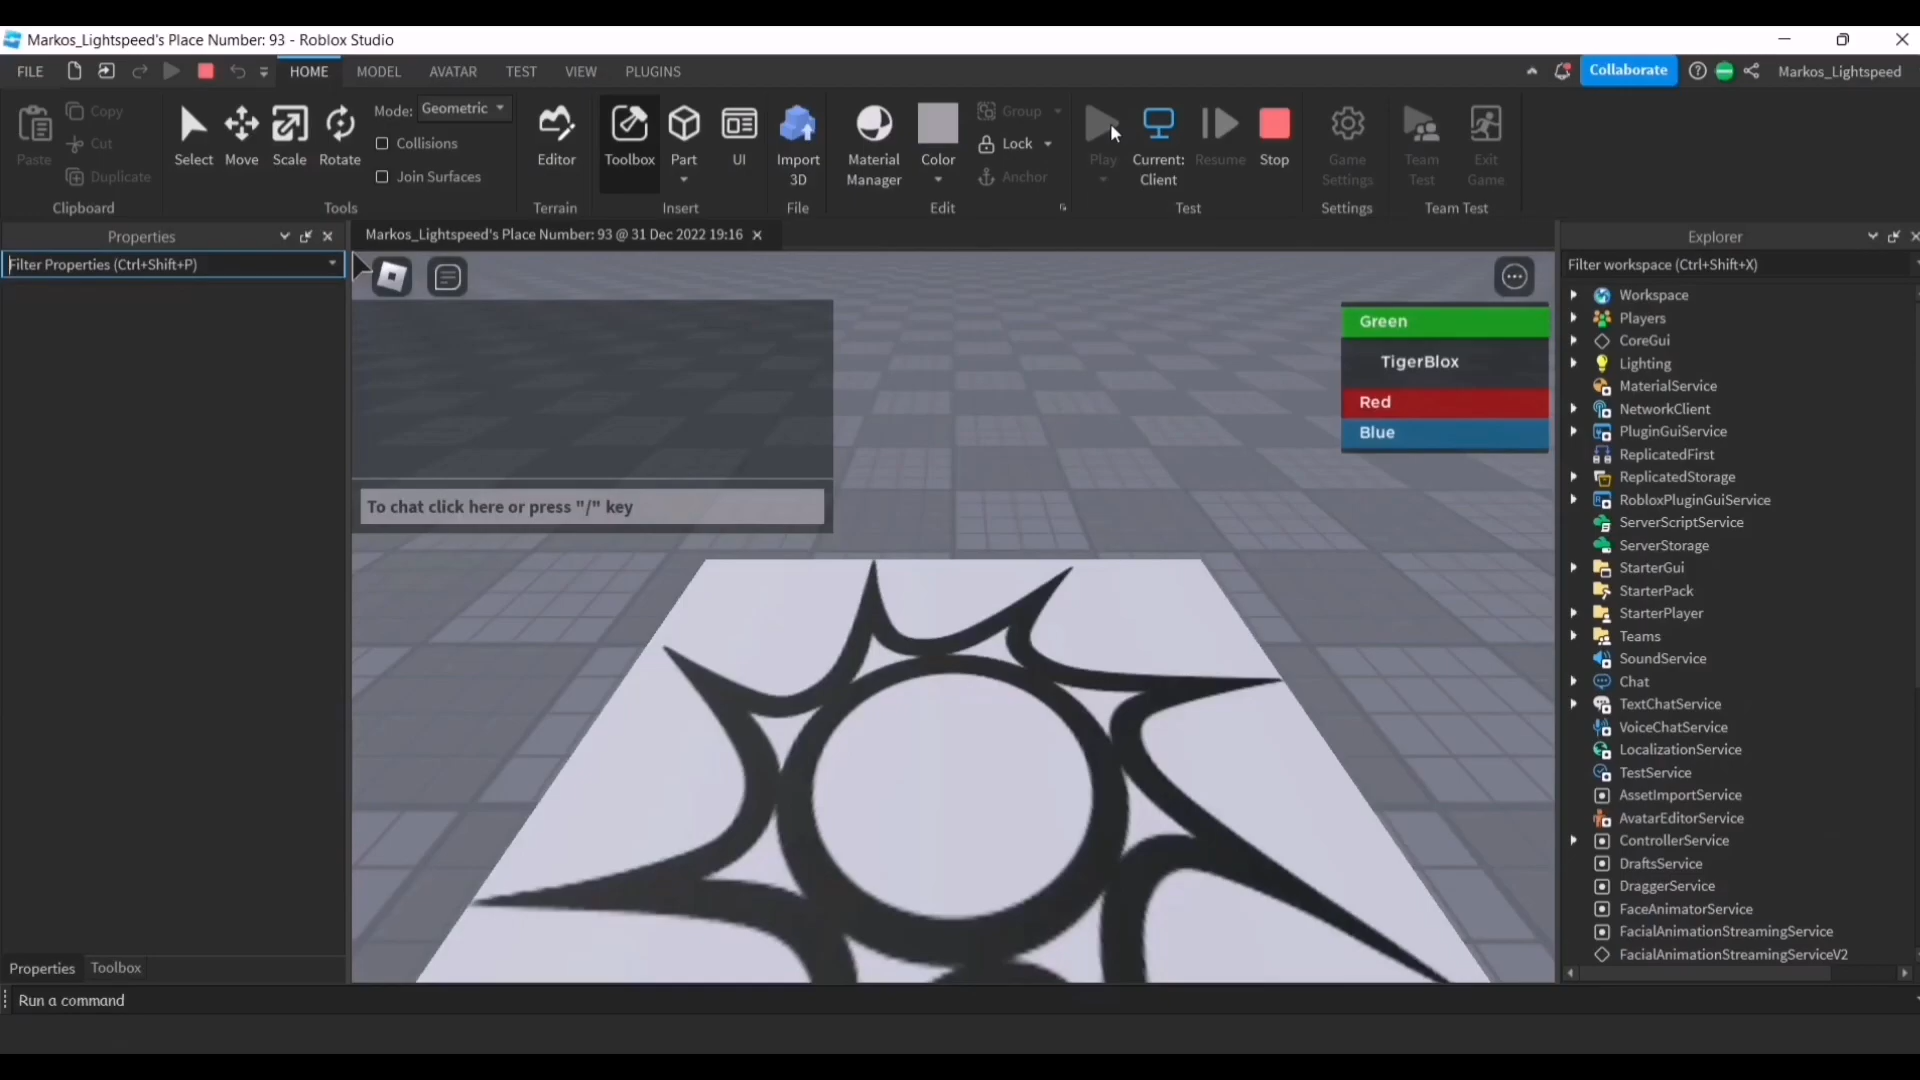 Markos_Lightspeed's Place Number: 93 - Roblox Studio
FILE HOME MODEL AVATAR TEST VIEW PLUGINS Collaborate Markos_Lightspeed
Paste
Copy
Cut
Duplicate
Clipboard
Select
Move
Scale
Rotate
Mode: Geometric
Collisions
Join Surfaces
Tools
Editor
Terrain
Toolbox
Part
UI
Insert
Import
3D
File
Material
Manager
Color
Group
Lock
Anchor
Edit
Play
Current:
Client
Resume
Stop
Test
Game
Settings
Settings
Team
Test
Exit
Game
Team Test
Properties
Filter Properties (Ctrl+Shift+P)
Markos_Lightspeed's Place Number: 93 @ 31 Dec 2022 19:16
To chat click here or press "/" key
Green
TigerBlox
Red
Blue
Explorer
Filter workspace (Ctrl+Shift+X)
Workspace
Players
CoreGui
Lighting
MaterialService
NetworkClient
PluginGuiService
ReplicatedFirst
ReplicatedStorage
RobloxPluginGuiService
ServerScriptService
ServerStorage
StarterGui
StarterPack
StarterPlayer
Teams
SoundService
Chat
TextChatService
VoiceChatService
LocalizationService
TestService
AssetImportService
AvatarEditorService
ControllerService
DraftsService
DraggerService
FaceAnimatorService
FacialAnimationStreamingService
FacialAnimationStreamingServiceV2
Properties Toolbox
Run a command